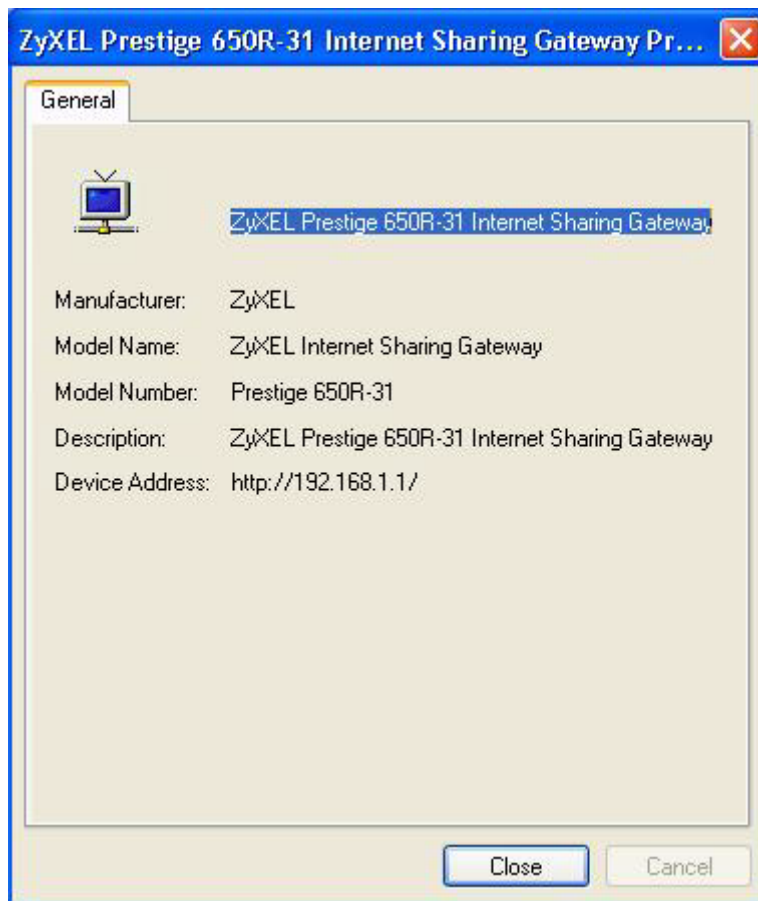 ZyXEL Prestige 650R-31 Internet Sharing Gateway Pr...
General
ZyXEL Prestige 650R-31 Internet Sharing Gateway
Manufacturer: ZyXEL
Model Name: ZyXEL Internet Sharing Gateway
Model Number: Prestige 650R-31
Description: ZyXEL Prestige 650R-31 Internet Sharing Gateway
Device Address: http://192.168.1.1/
Close Cancel